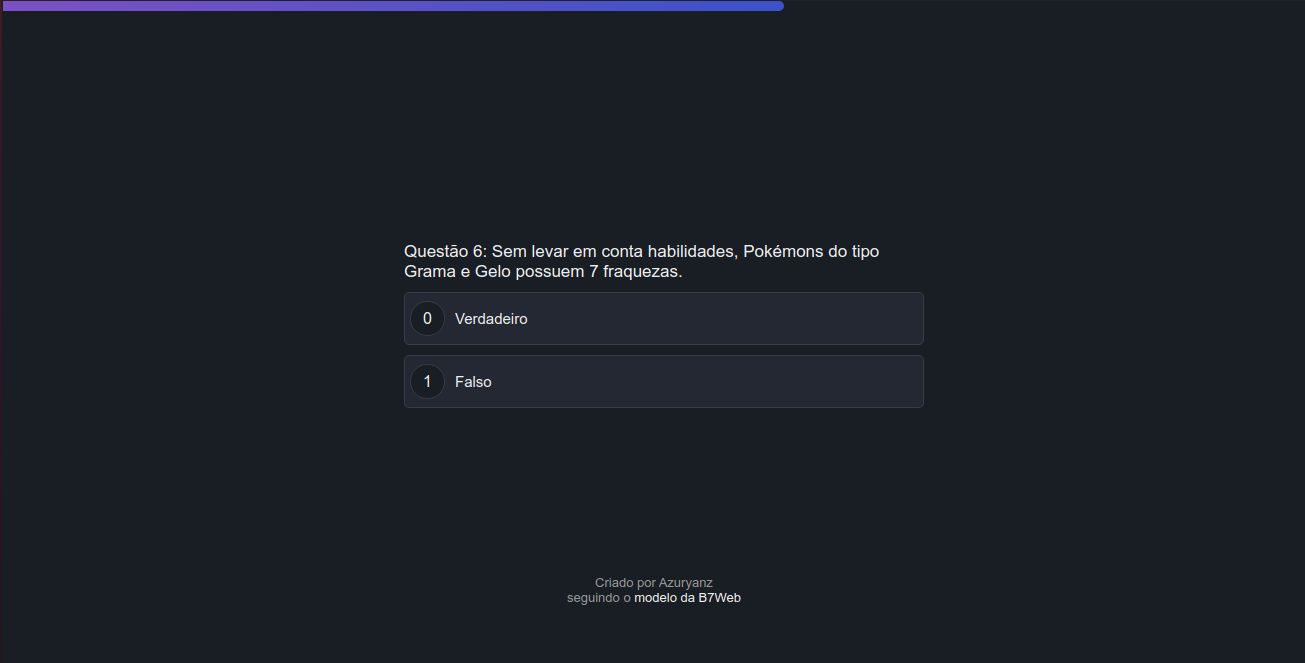 Questão 6: Sem levar em conta habilidades, Pokémons do tipo
Grama e Gelo possuem 7 fraquezas.
0 Verdadeiro
1 Falso
Criado por Azuryanz
seguindo o modelo da B7Web